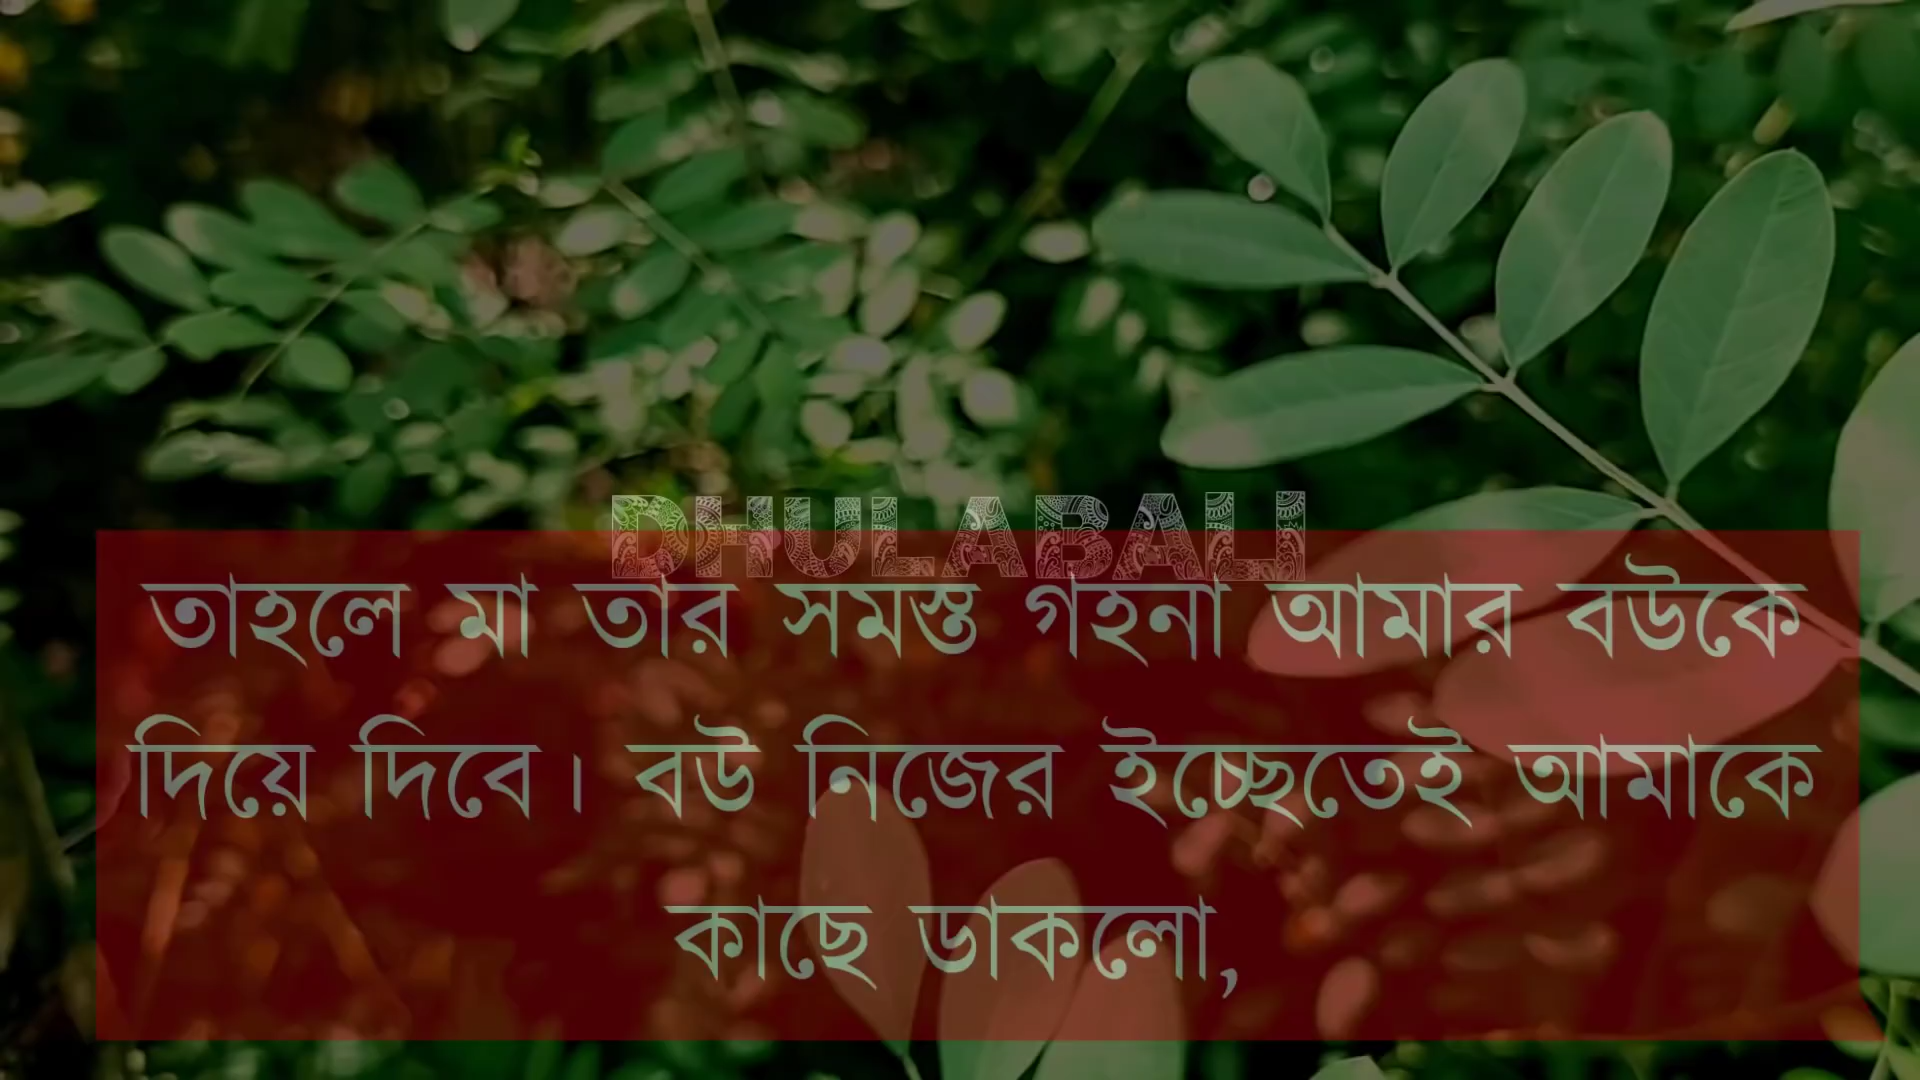 DHULABALI
তাহলে মা তার সমস্ত গহনা আমার বউকে
দিয়ে দিবে। বউ নিজের ইচ্ছেতেই আমাকে
কাছে ডাকলো,